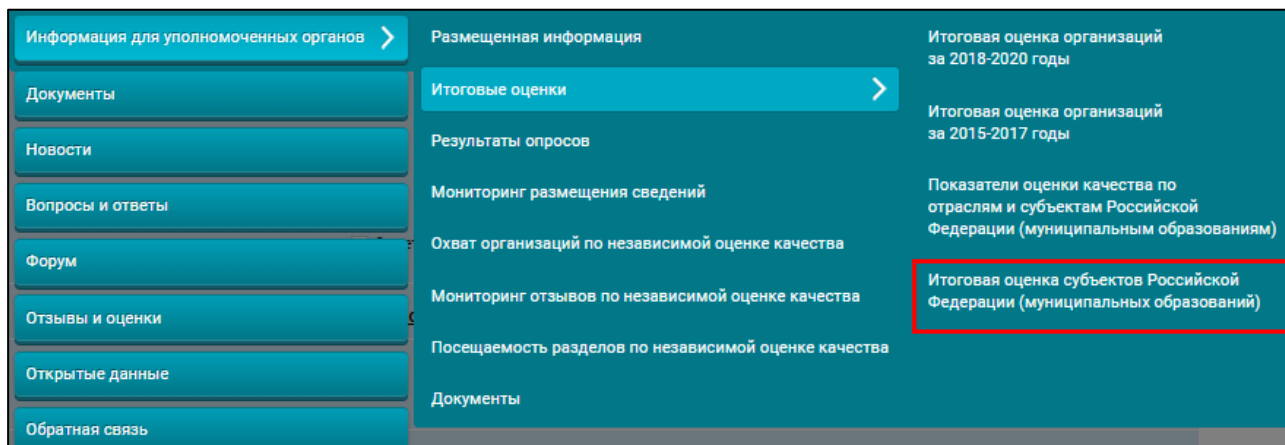 Информация для уполномоченных органов
Документы
Новости
Вопросы и ответы
Форум
Отзывы и оценки
Открытые данные
Обратная связь
Размещенная информация
Итоговые оценки
Результаты опросов
Мониторинг размещения сведений
Охват организаций по независимой оценке качества
Мониторинг отзывов по независимой оценке качества
Посещаемость разделов по независимой оценке качества
Документы
Итоговая оценка организаций
за 2018-2020 годы
Итоговая оценка организаций
за 2015-2017 годы
Показатели оценки качества по
отраслям и субъектам Российской
Федерации (муниципальным образованиям)
Итоговая оценка субъектов Российской
Федерации (муниципальных образований)